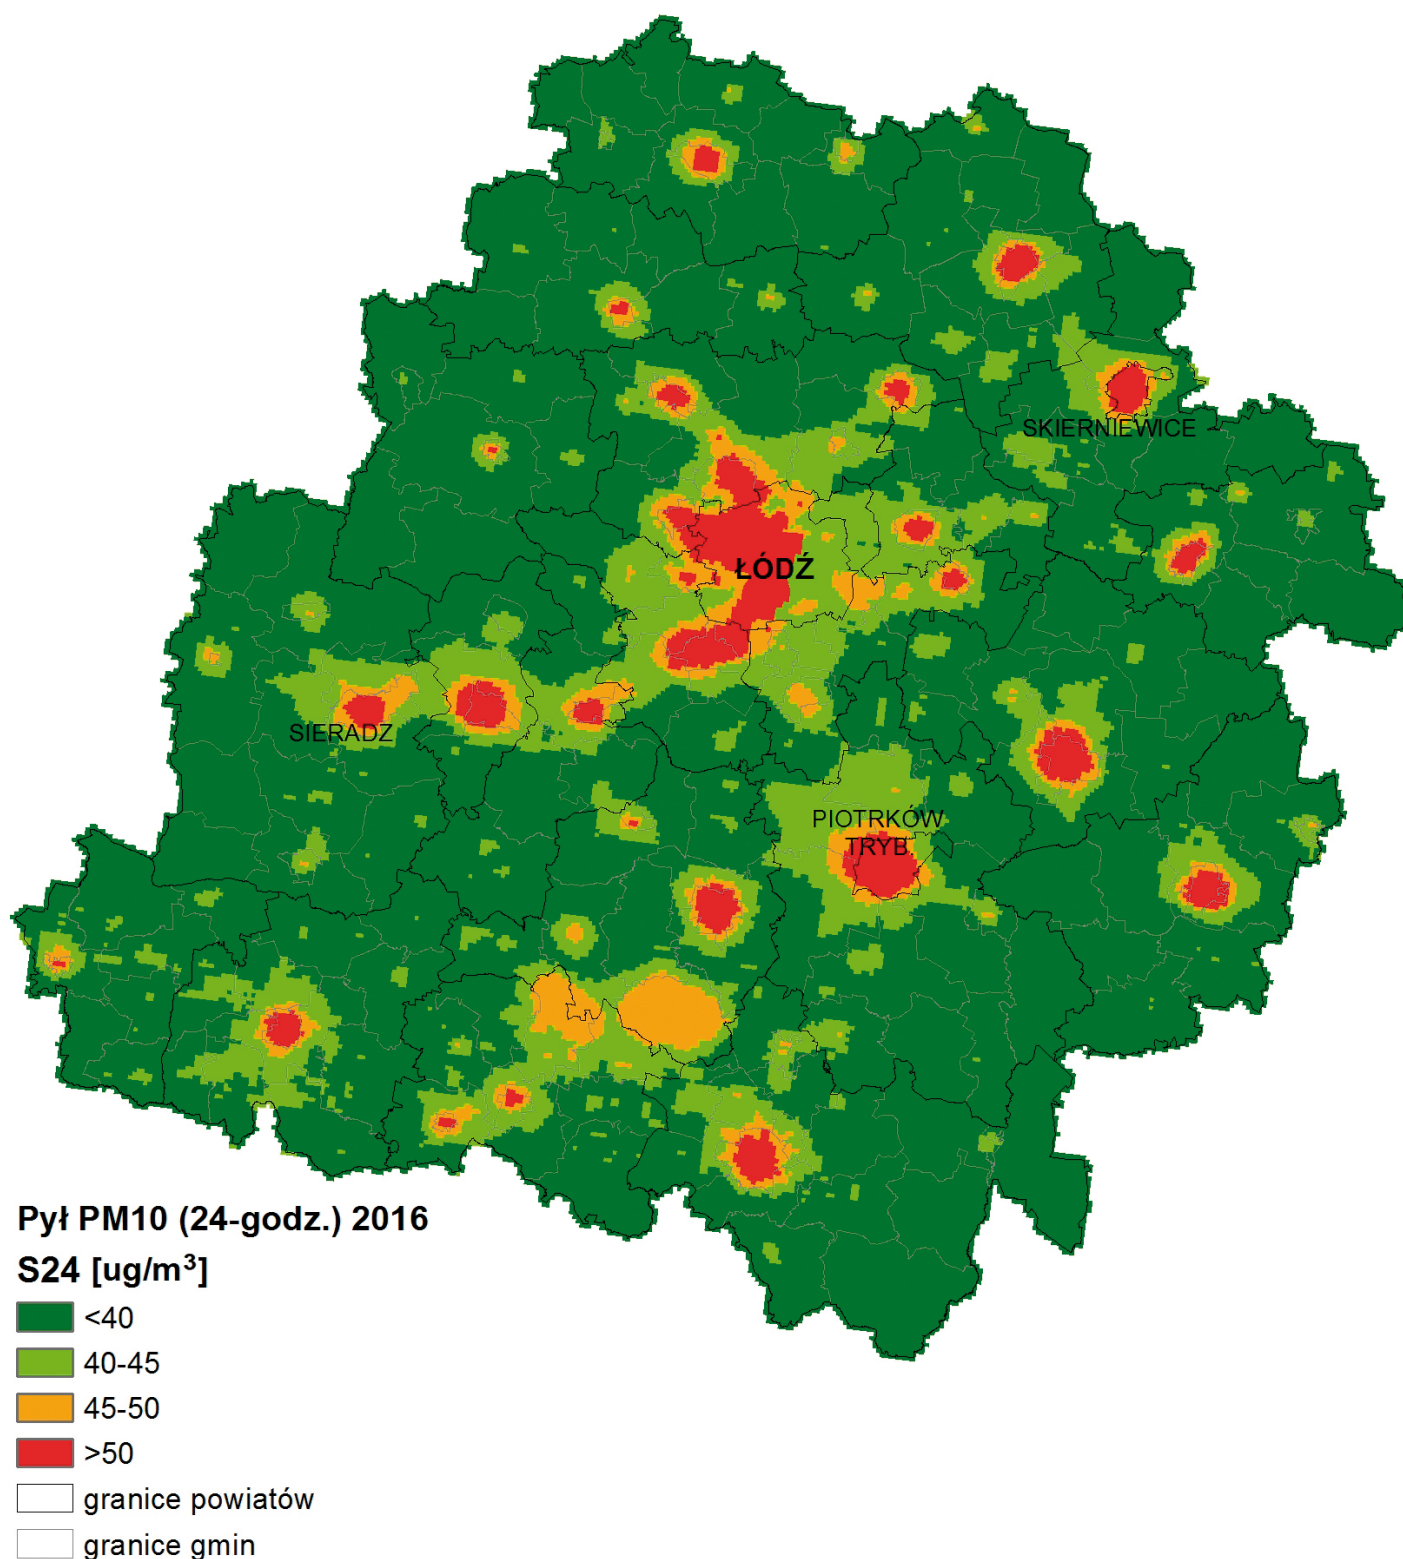 SKIERNIEWICE
ŁÓDŹ
SIERADZ
PIOTRKÓW
TRYB.
Pył PM10 (24-godz.) 2016
S24 [ug/m³]
<40
40-45
45-50
>50
granice powiatów
granice gmin